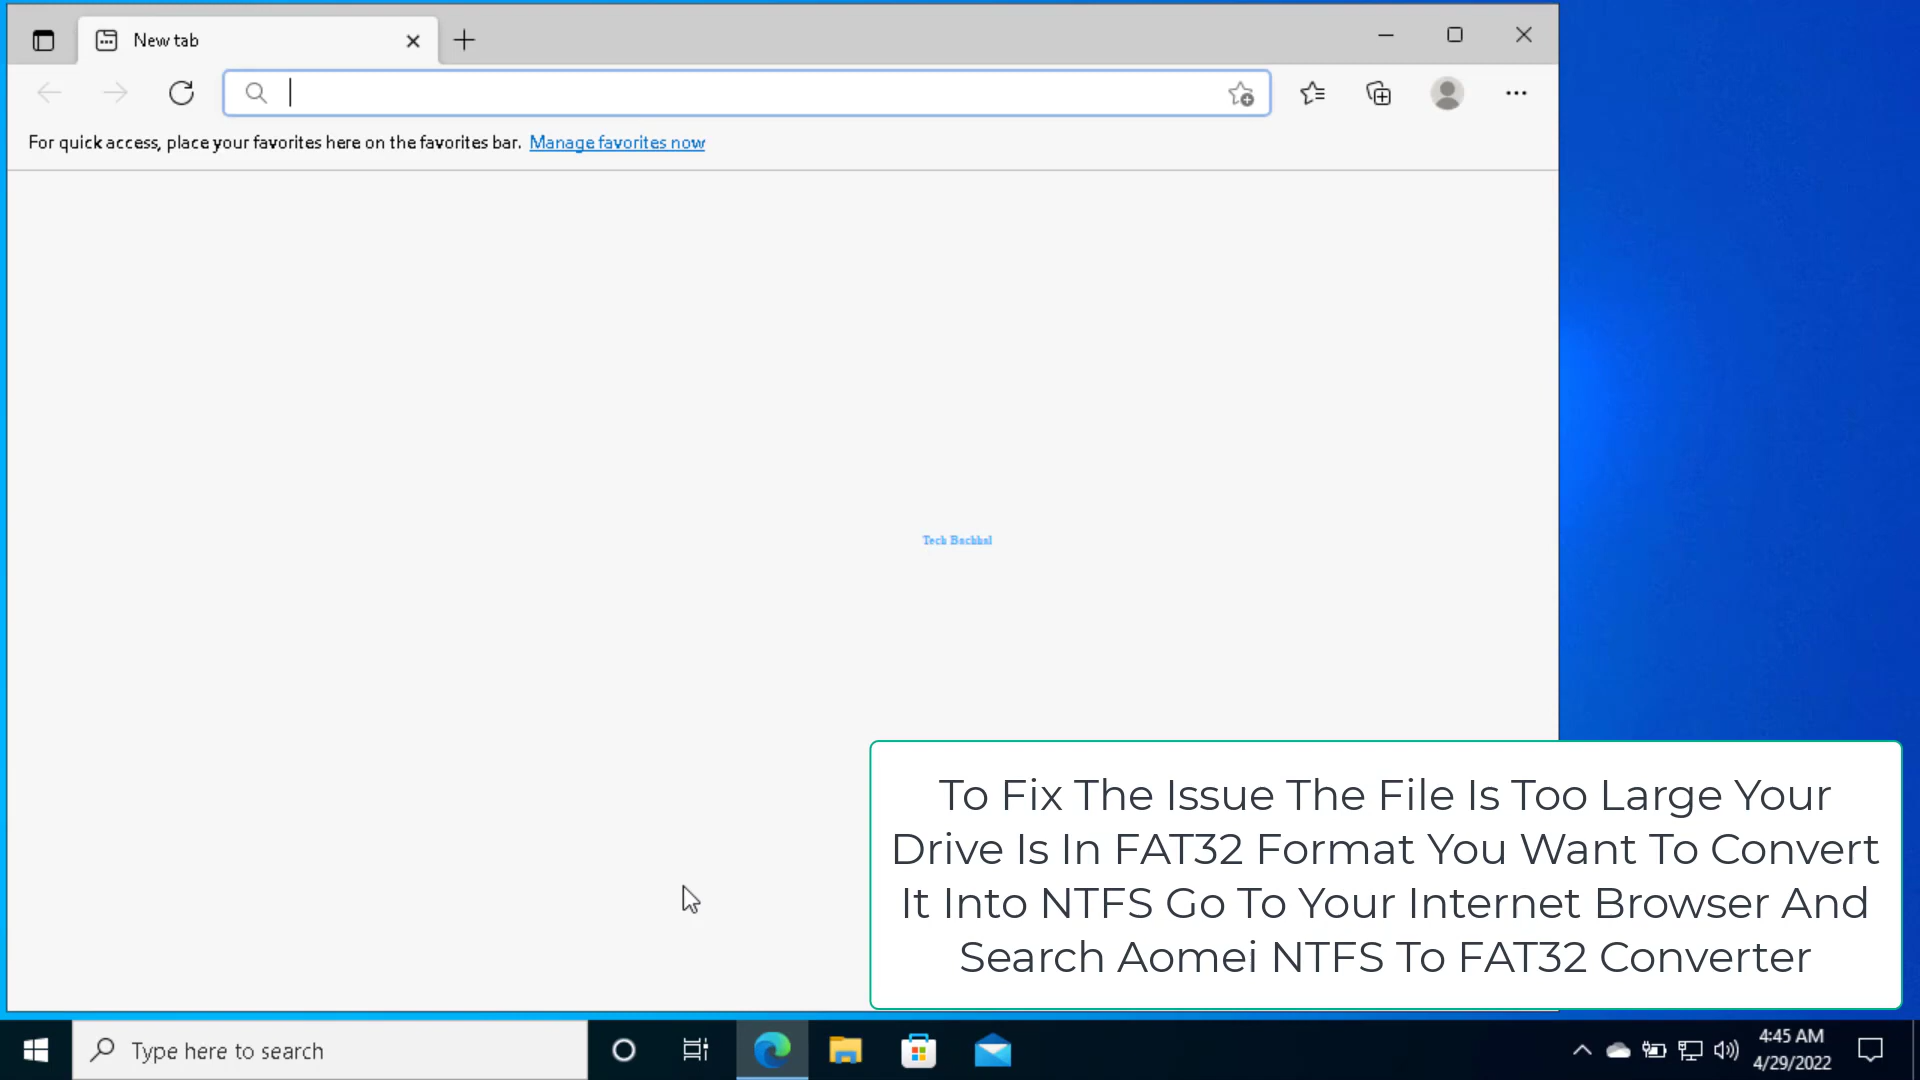 New tab
For quick access, place your favorites here on the favorites bar. Manage favorites now
Tech Bachhal
To Fix The Issue The File Is Too Large Your
Drive Is In FAT32 Format You Want To Convert
It Into NTFS Go To Your Internet Browser And
Search Aomei NTFS To FAT32 Converter
Type here to search
4:45 AM
4/29/2022